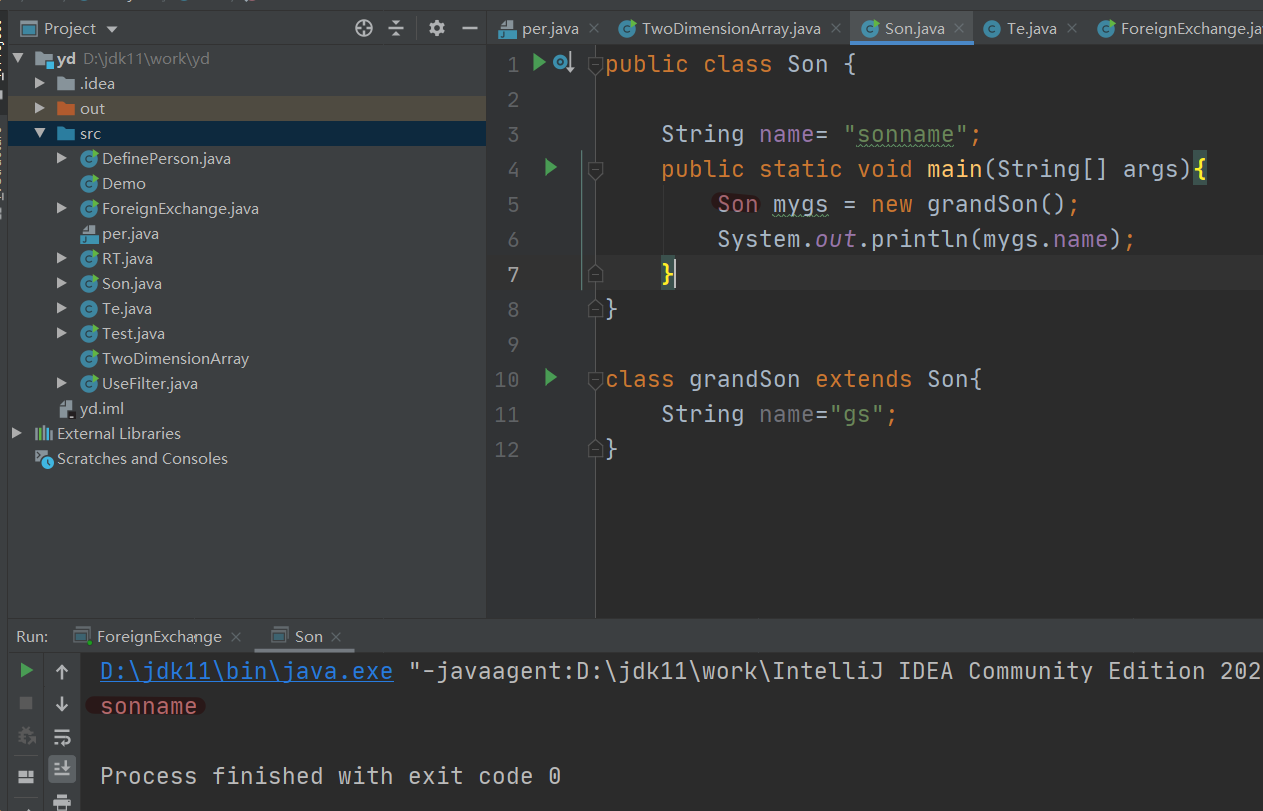 Project
per.java
TwoDimensionArray.java
Son.java
Te.java
ForeignExchange.ja
yd D:\jdk11\work\yd
.idea
out
src
DefinePerson.java
Demo
ForeignExchange.java
per.java
RT.java
Son.java
Te.java
Test.java
TwoDimensionArray
UseFilter.java
yd.iml
External Libraries
Scratches and Consoles
1 public class Son {
2
3 String name= "sonname";
4 public static void main(String[] args){
5 Son mygs = new grandSon();
6 System.out.println(mygs.name);
7 }
8 }
9
10 class grandSon extends Son{
11 String name="gs";
12 }
Run: ForeignExchange Son
D:\jdk11\bin\java.exe "-javaagent:D:\jdk11\work\IntelliJ IDEA Community Edition 202
sonname
Process finished with exit code 0